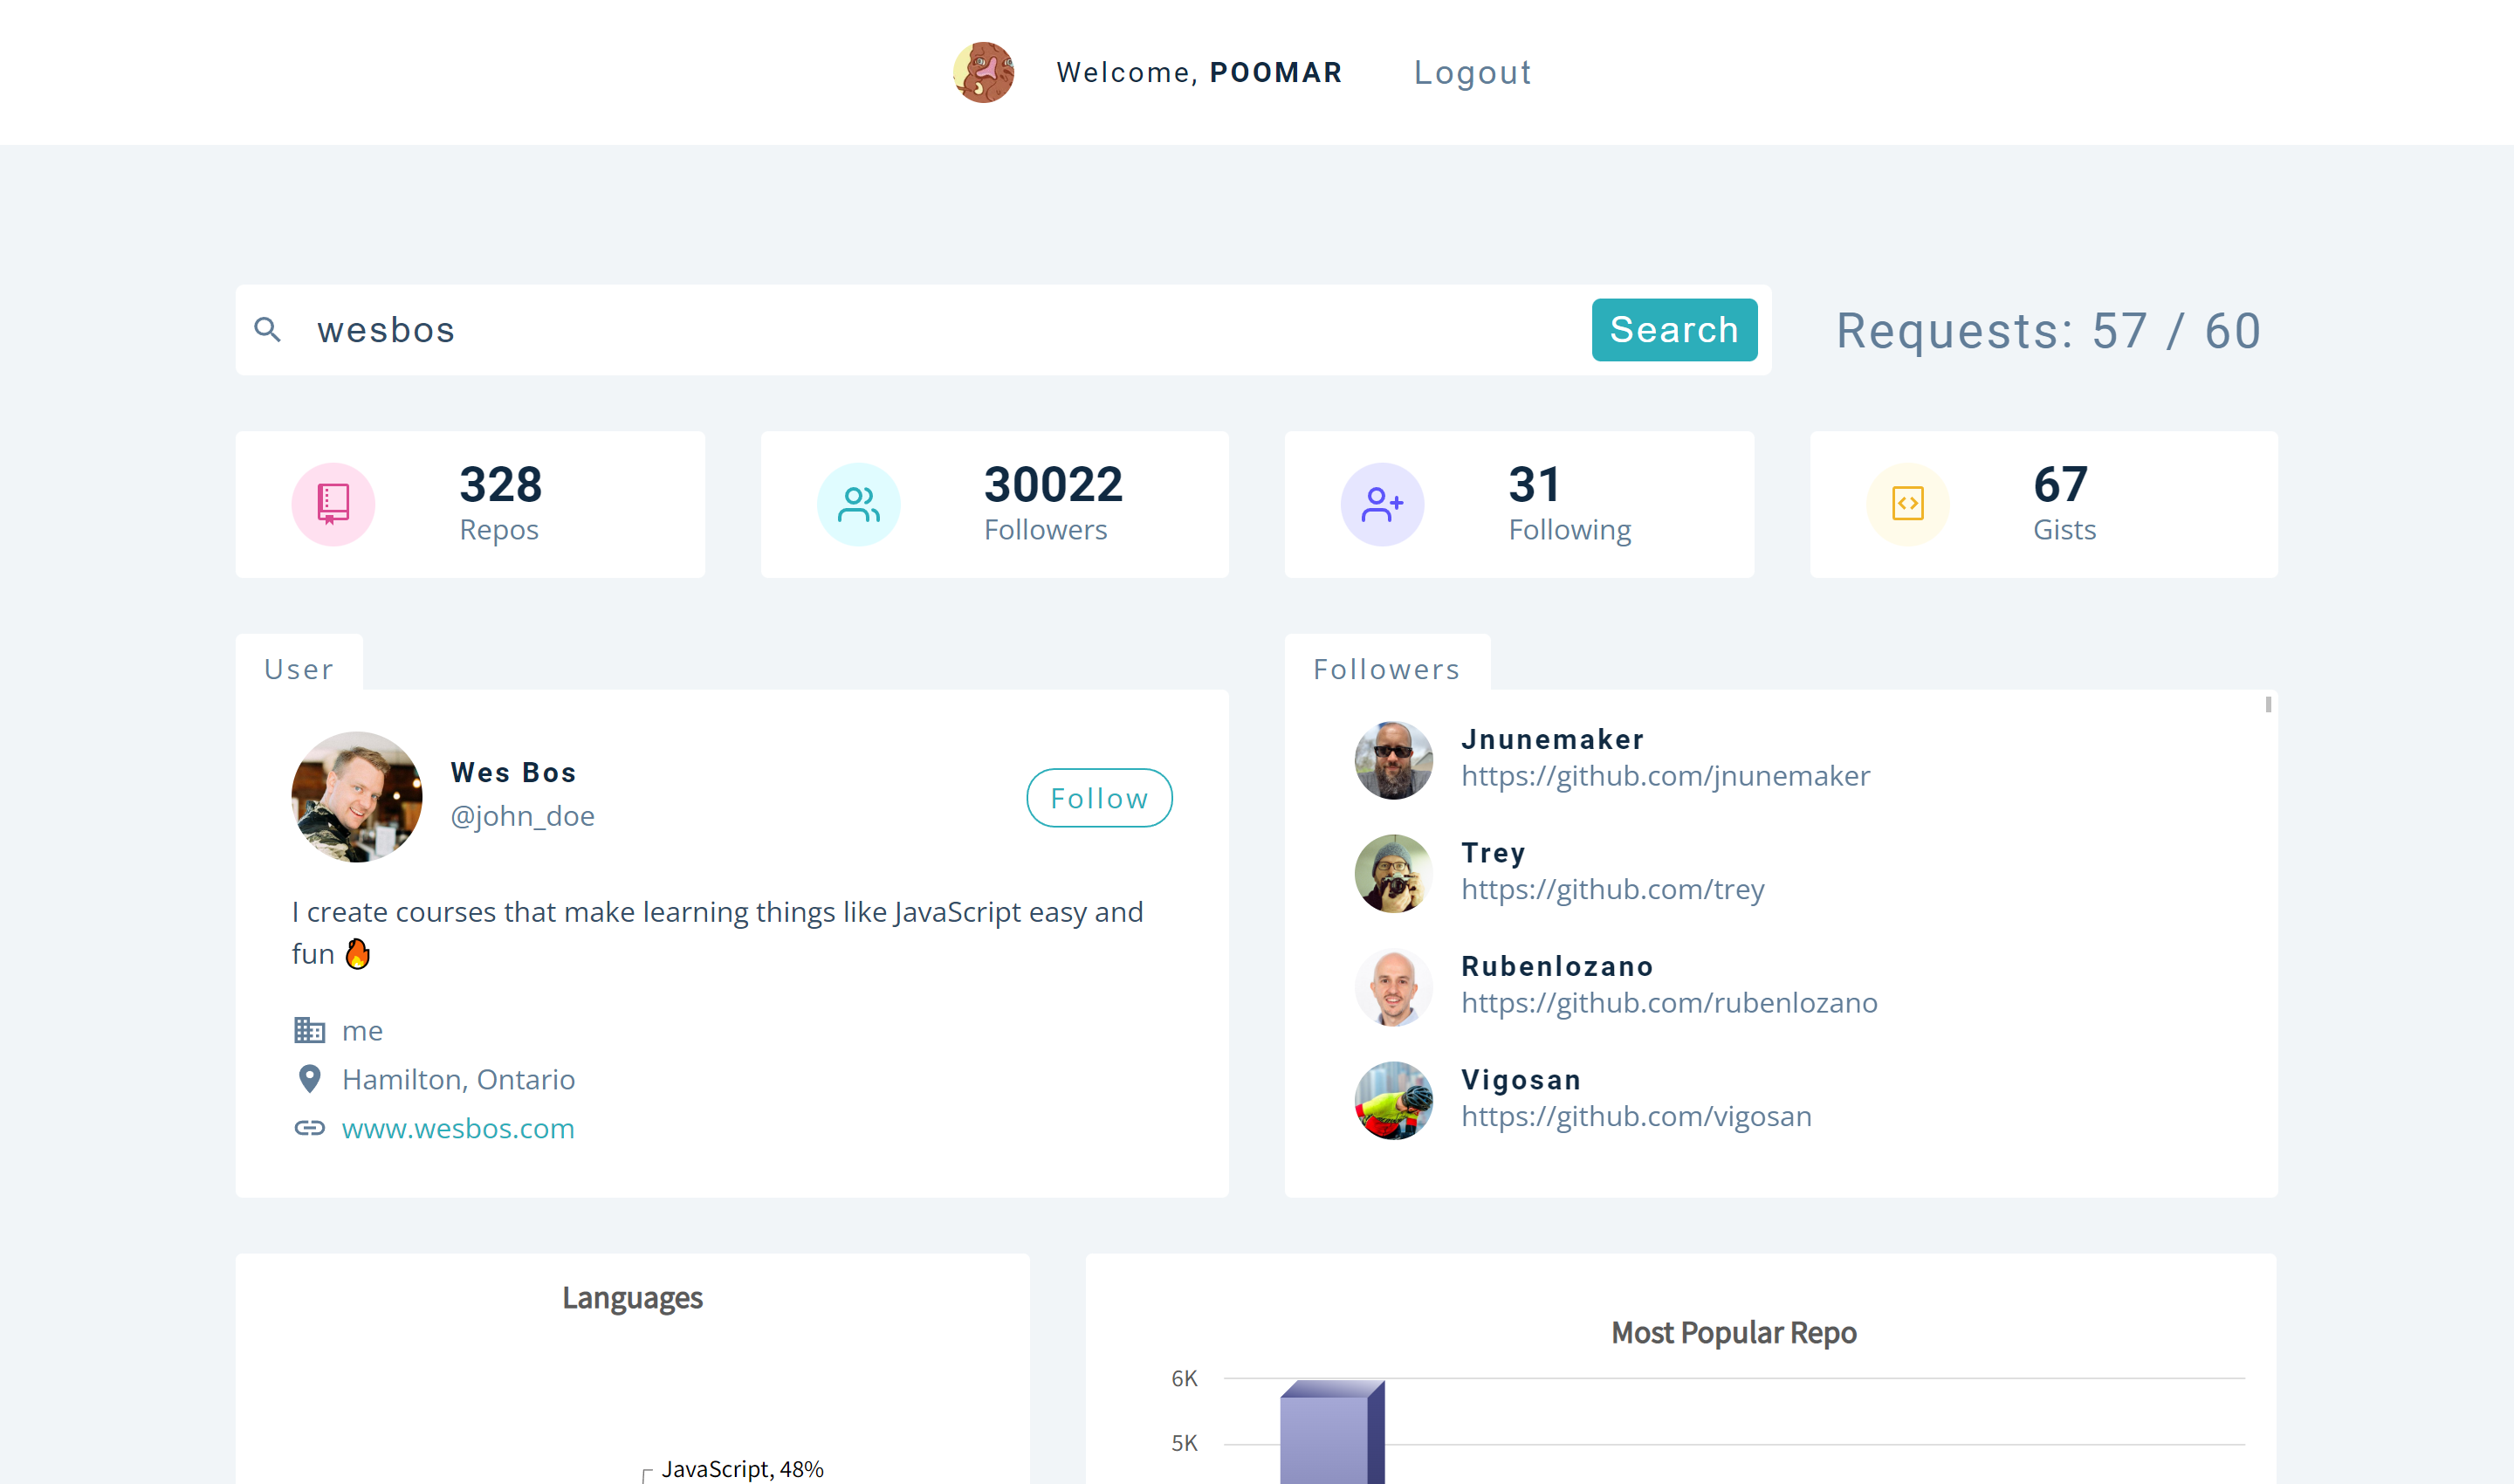 Welcome, POOMAR
Logout
wesbos
Search
Requests: 57 / 60
328
Repos
30022
Followers
31
Following
67
Gists
User
Wes Bos
@john_doe
Follow
I create courses that make learning things like JavaScript easy and
fun 🔥
me
Hamilton, Ontario
www.wesbos.com
Followers
Jnunemaker
https://github.com/jnunemaker
Trey
https://github.com/trey
Rubenlozano
https://github.com/rubenlozano
Vigosan
https://github.com/vigosan
Languages
JavaScript, 48%
Most Popular Repo
6K
5K